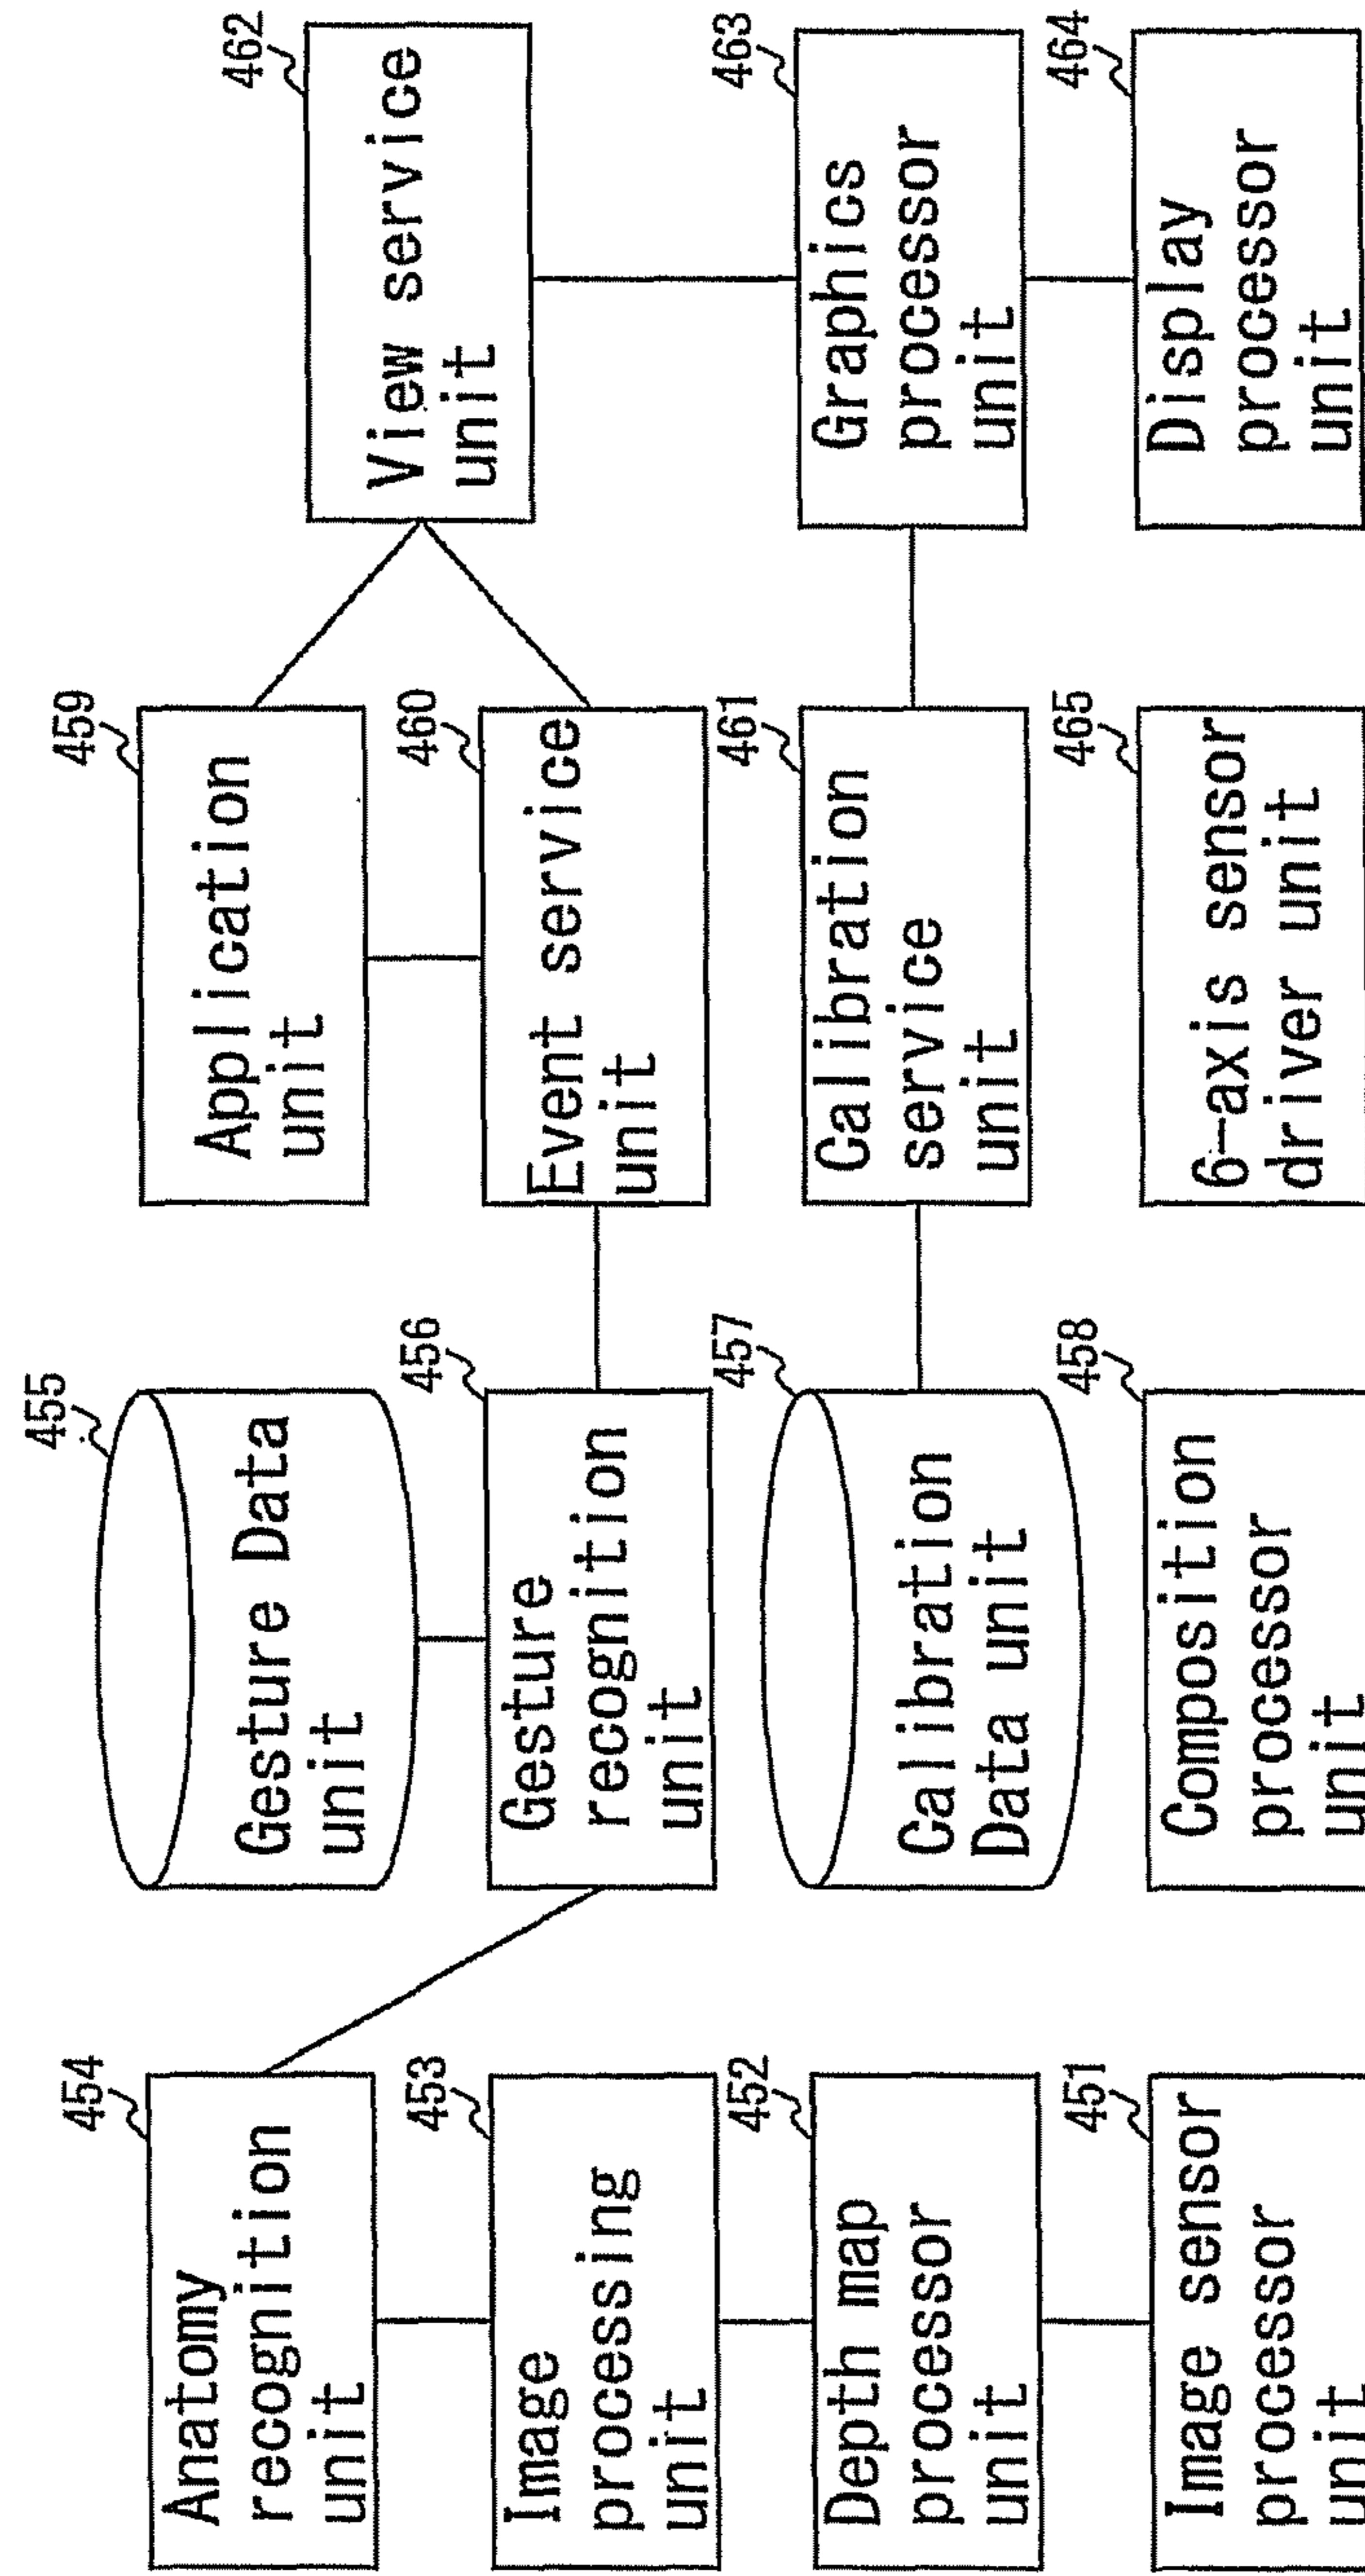 454
Anatomy
recognition
unit
453
Image
processing
unit
452
Depth map
processor
unit
451
Image sensor
processor
unit
455
Gesture Data
unit
456
Gesture
recognition
unit
457
Calibration
Data unit
458
Composition
processor
unit
459
Application
unit
460
Event service
unit
461
Calibration
service
unit
465
6-axis sensor
driver unit
462
View service
unit
463
Graphics
processor
unit
464
Display
processor
unit